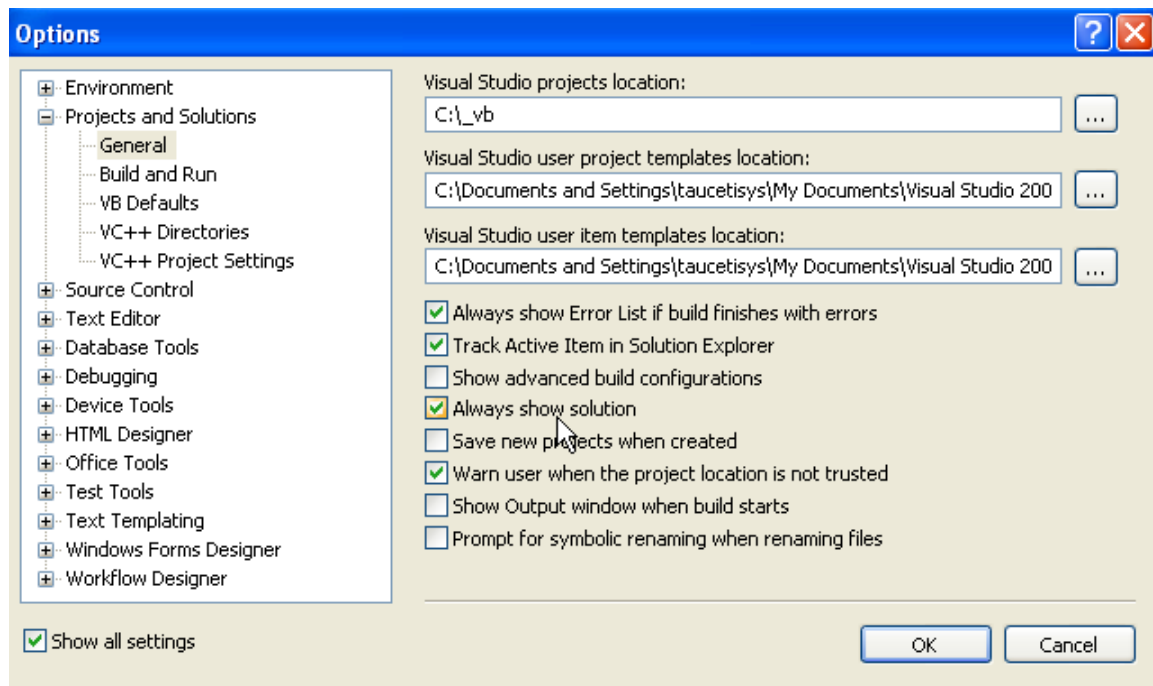 Options
Environment
Projects and Solutions
General
Build and Run
VB Defaults
VC++ Directories
VC++ Project Settings
Source Control
Text Editor
Database Tools
Debugging
Device Tools
HTML Designer
Office Tools
Test Tools
Text Templating
Windows Forms Designer
Workflow Designer
Show all settings
Visual Studio projects location:
C:\_vb
...
Visual Studio user project templates location:
C:\Documents and Settings\taucetisys\My Documents\Visual Studio 200
...
Visual Studio user item templates location:
C:\Documents and Settings\taucetisys\My Documents\Visual Studio 200
...
Always show Error List if build finishes with errors
Track Active Item in Solution Explorer
Show advanced build configurations
Always show solution
Save new projects when created
Warn user when the project location is not trusted
Show Output window when build starts
Prompt for symbolic renaming when renaming files
OK
Cancel